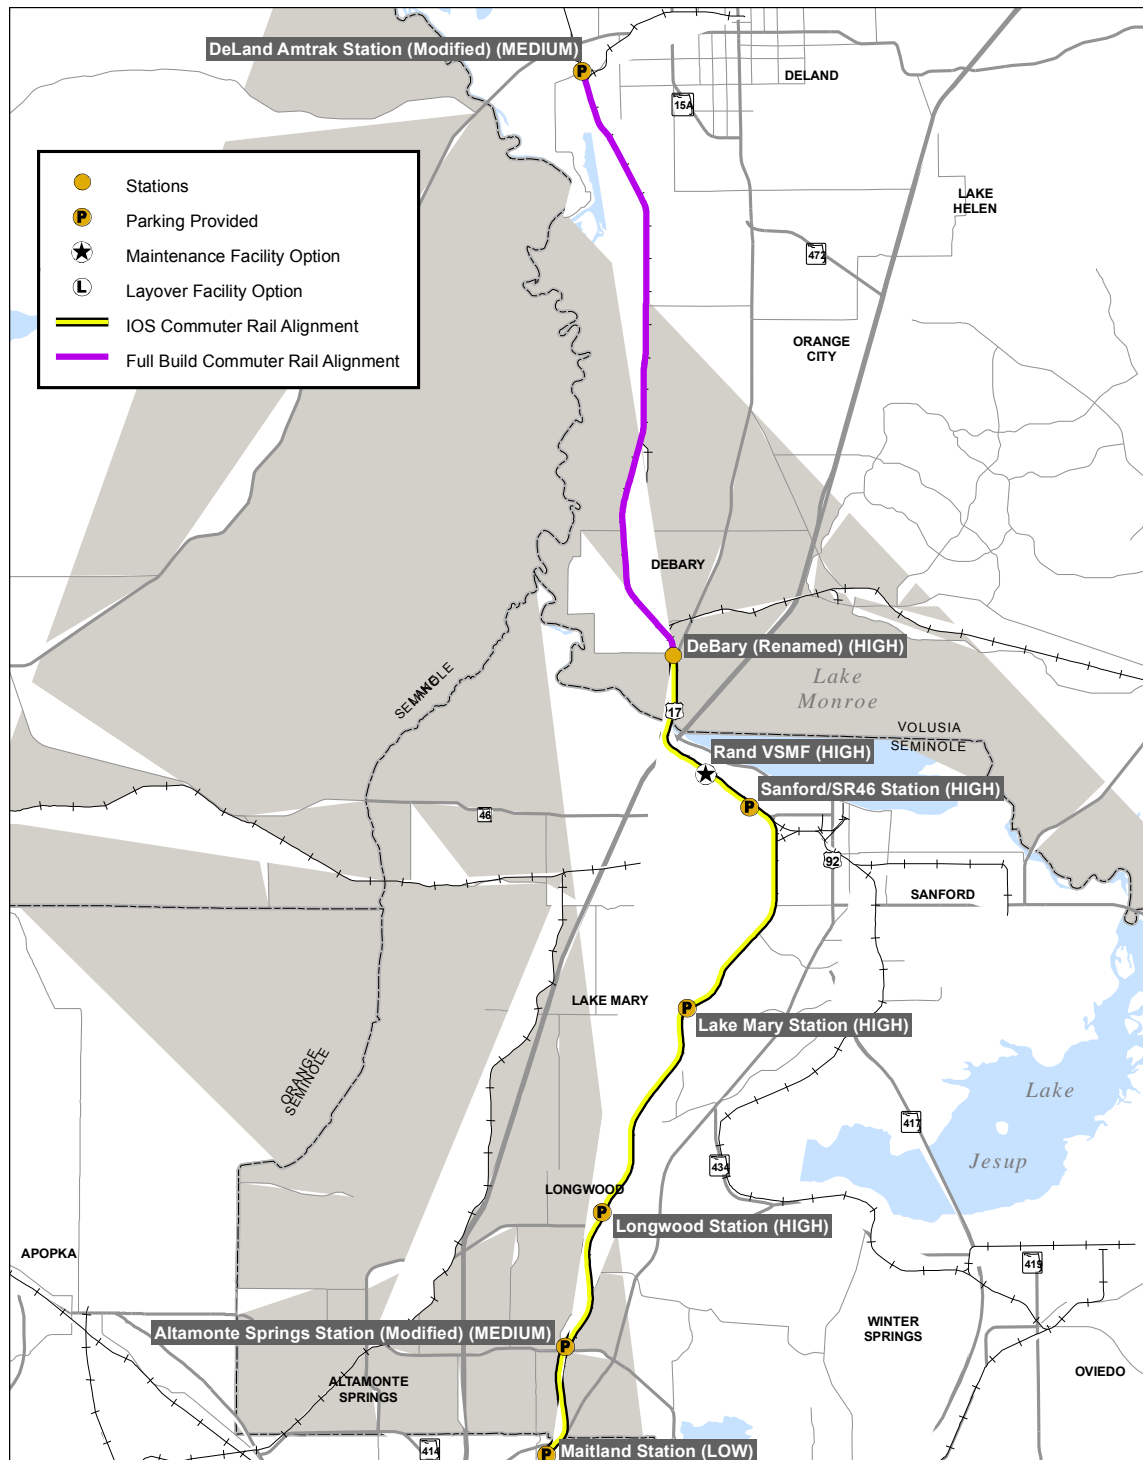 DeLand Amtrak Station (Modified) (MEDIUM)
P
DELAND
15A
Stations
P
Parking Provided
Maintenance Facility Option
L
Layover Facility Option
IOS Commuter Rail Alignment
Full Build Commuter Rail Alignment
LAKE
HELEN
472
ORANGE
CITY
DEBARY
DeBary (Renamed) (HIGH)
Lake
Monroe
LAKE
SEMINOLE
17
VOLUSIA
SEMINOLE
Rand VSMF (HIGH)
Sanford/SR46 Station (HIGH)
P
46
92
SANFORD
LAKE MARY
P
Lake Mary Station (HIGH)
ORANGE
SEMINOLE
Lake
Jesup
417
434
LONGWOOD
P
Longwood Station (HIGH)
APOPKA
419
WINTER
SPRINGS
Altamonte Springs Station (Modified) (MEDIUM)
P
OVIEDO
ALTAMONTE
SPRINGS
414
P
Maitland Station (LOW)